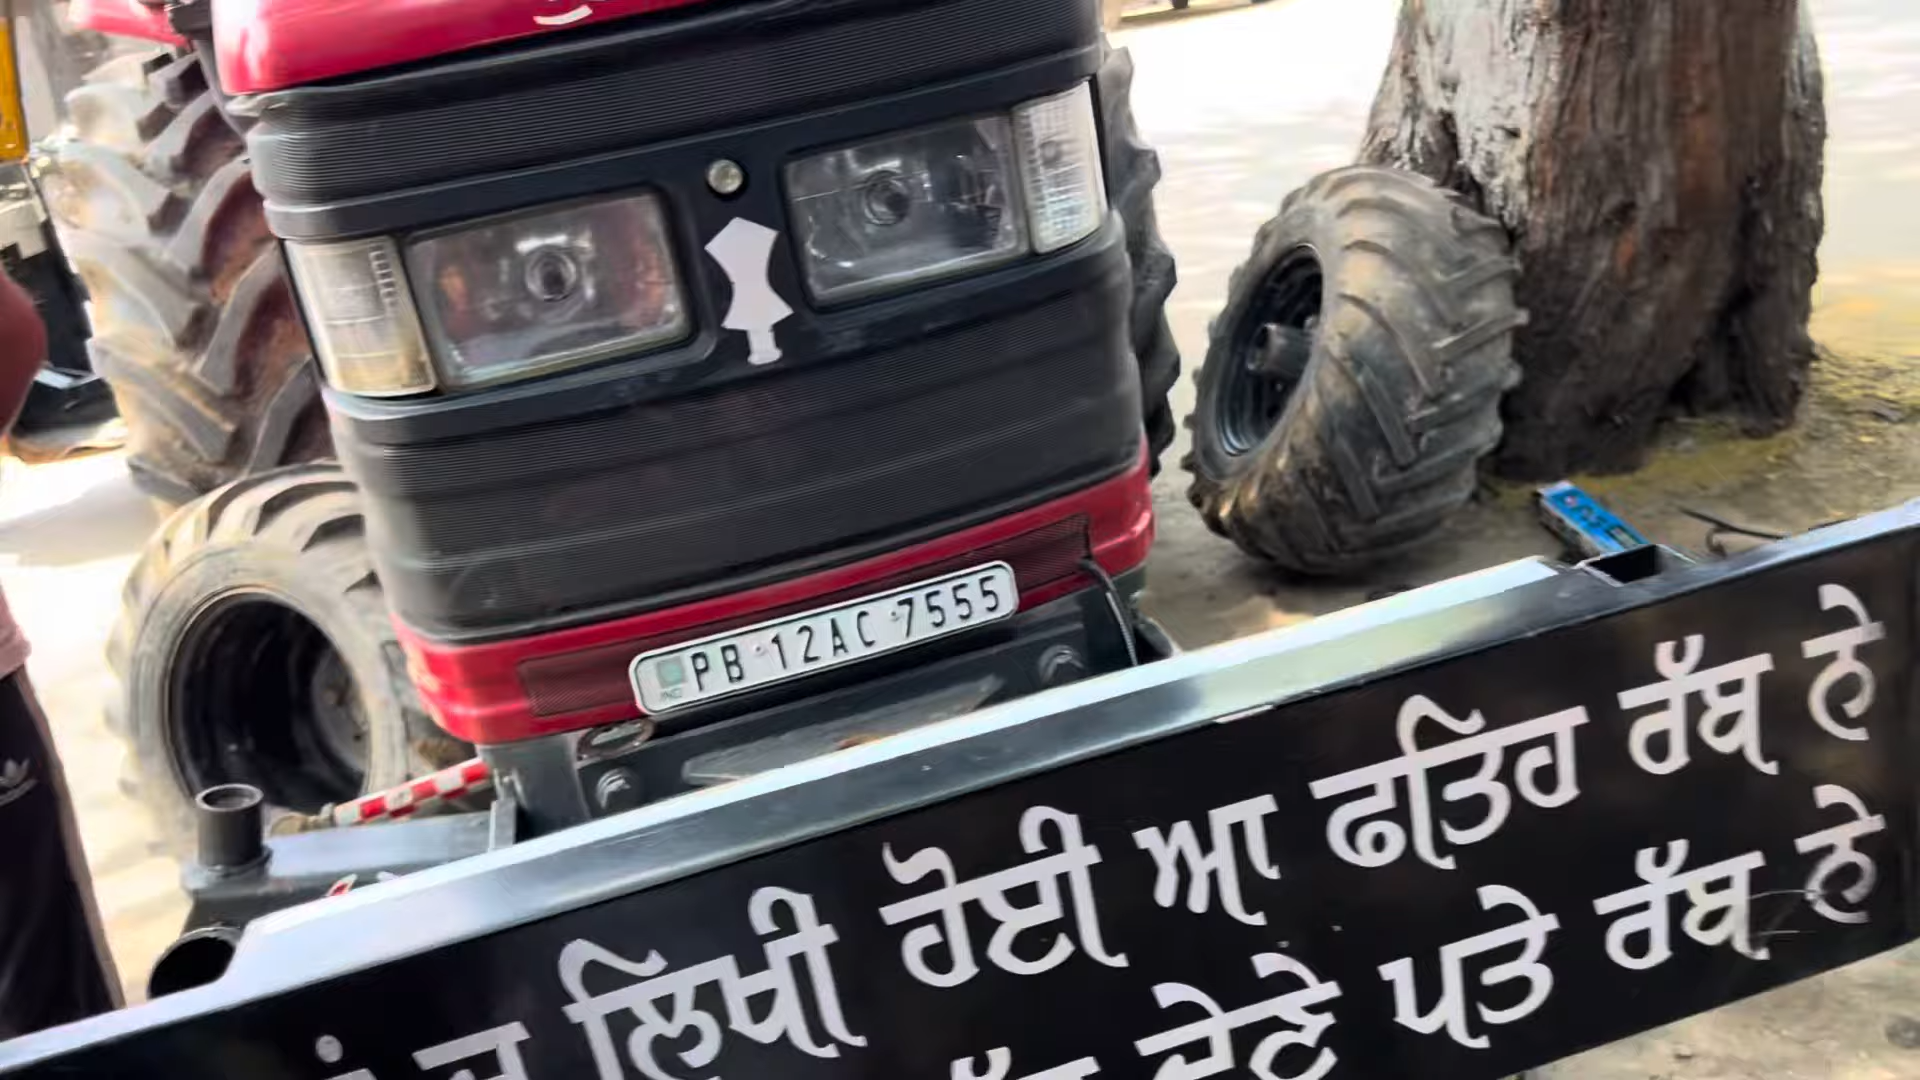 PB 12AC 7555
ਲਿਖੀ ਹੋਈ ਆ ਫਤਿਹ ਰੱਬ ਨੇ
ਦੇਣੇ ਪਤੇ ਰੱਬ ਨੇ